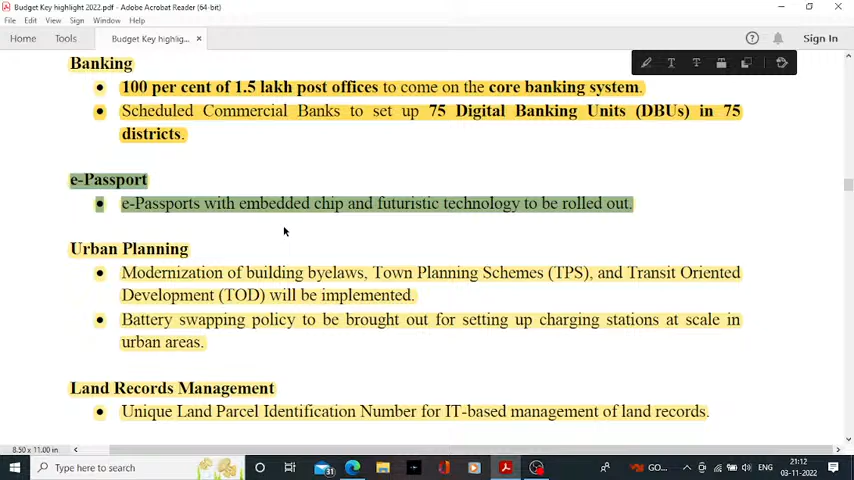 Budget Key highlight 2022.pdf - Adobe Acrobat Reader (64-bit)
File Edit View Sign Window Help
Home Tools Budget Key highlig... × Sign In
Banking
• 100 per cent of 1.5 lakh post offices to come on the core banking system.
• Scheduled Commercial Banks to set up 75 Digital Banking Units (DBUs) in 75
districts.
e-Passport
• e-Passports with embedded chip and futuristic technology to be rolled out.
Urban Planning
• Modernization of building byelaws, Town Planning Schemes (TPS), and Transit Oriented
Development (TOD) will be implemented.
• Battery swapping policy to be brought out for setting up charging stations at scale in
urban areas.
Land Records Management
• Unique Land Parcel Identification Number for IT-based management of land records.
8.50 x 11.00 in
Type here to search 31 GO... ENG 21:12
03-11-2022